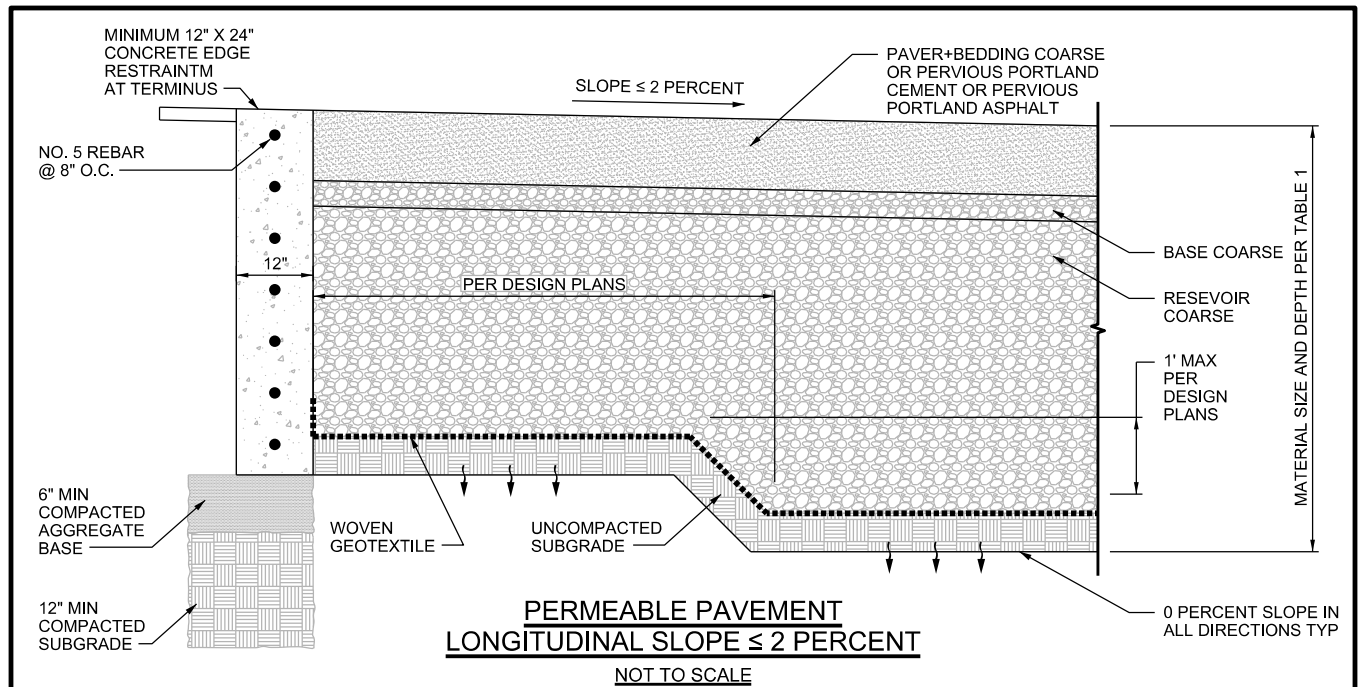 MINIMUM 12" X 24"
CONCRETE EDGE
RESTRAINTM
AT TERMINUS
SLOPE ≤ 2 PERCENT
PAVER+BEDDING COARSE
OR PERVIOUS PORTLAND
CEMENT OR PERVIOUS
PORTLAND ASPHALT
NO. 5 REBAR
@ 8" O.C.
12"
PER DESIGN PLANS
BASE COARSE
RESEVOIR
COARSE
1' MAX
PER
DESIGN
PLANS
MATERIAL SIZE AND DEPTH PER TABLE 1
6" MIN
COMPACTED
AGGREGATE
BASE
WOVEN
GEOTEXTILE
UNCOMPACTED
SUBGRADE
12" MIN
COMPACTED
SUBGRADE
0 PERCENT SLOPE IN
ALL DIRECTIONS TYP
PERMEABLE PAVEMENT
LONGITUDINAL SLOPE ≤ 2 PERCENT
NOT TO SCALE